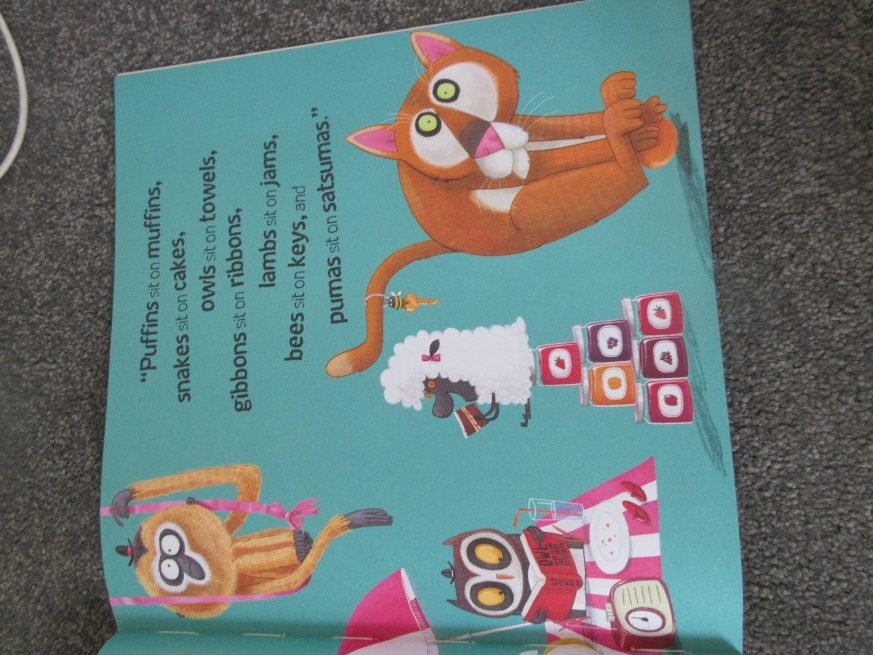 “Puffins sit on muffins,
snakes sit on cakes,
owls sit on towels,
gibbons sit on ribbons,
lambs sit on jams,
bees sit on keys, and
pumas sit on satsumas.”
OWL